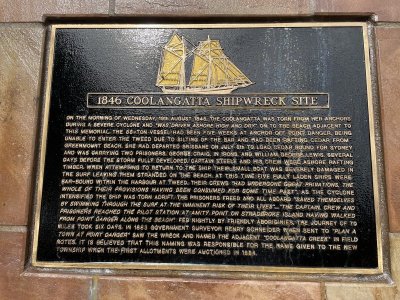 1846 COOLANGATTA SHIPWRECK SITE
ON THE MORNING OF WEDNESDAY, 19th AUGUST 1846, THE COOLANGATTA WAS TORN FROM HER ANCHORS
DURING A SEVERE CYCLONE AND "WAS DRIVEN ASHORE HIGH AND DRY" ON TO THE BEACH ADJACENT TO
THIS MEMORIAL. THE 88-TON VESSEL HAD BEEN FIVE WEEKS AT ANCHOR OFF POINT DANGER, BEING
UNABLE TO ENTER THE TWEED DUE TO SILTING OF THE BAR AND HAD BEEN RAFTING CEDAR FROM
GREENMOUNT BEACH. SHE HAD DEPARTED BRISBANE ON JULY 6th TO LOAD CEDAR HERE FOR SYDNEY
AND WAS CARRYING TWO PRISONERS, GEORGE CRAIG, IN IRONS, AND WILLIAM GEORGE LEWIS. SEVERAL
DAYS BEFORE THE STORM FULLY DEVELOPED, CAPTAIN STEELE AND HIS CREW WERE ASHORE RAFTING
TIMBER. WHEN ATTEMPTING TO RETURN TO THE SHIP THEIR SMALL BOAT WAS SEVERELY DAMAGED IN
THE SURF LEAVING THEM STRANDED ON THE BEACH. AT THIS TIME FIVE FULLY LADEN SHIPS WERE
BAR-BOUND WITHIN THE HARBOUR AT TWEED. THEIR CREWS "HAD UNDERGONE GREAT PRIVATIONS, THE
WHOLE OF THEIR PROVISIONS HAVING BEEN CONSUMED FOR SOME TIME PAST". AS THE CYCLONE
INTENSIFIED THE SHIP WAS TORN ADRIFT. THE PRISONERS FREED AND ALL ABOARD "SAVED THEMSELVES
BY SWIMMING THROUGH THE SURF AT THE IMMINENT RISK OF THEIR LIVES". "THE CAPTAIN, CREW AND
PRISONERS REACHED THE PILOT STATION AT AMITY POINT ON STRADBROKE ISLAND HAVING WALKED
FROM POINT DANGER ALONG THE BEACH" FED NIGHTLY BY FRIENDLY ABORIGINES. THE JOURNEY OF 70
MILES TOOK SIX DAYS. IN 1883 GOVERNMENT SURVEYOR HENRY SCHNEIDER WHEN SENT TO "PLAN A
TOWN AT POINT DANGER" SAW THE WRECK AND NAMED THE ADJACENT "COOLANGATTA CREEK" IN FIELD
NOTES. IT IS BELIEVED THAT THIS NAMING WAS RESPONSIBLE FOR THE NAME GIVEN TO THE NEW
TOWNSHIP WHEN THE FIRST ALLOTMENTS WERE AUCTIONED IN 1884.